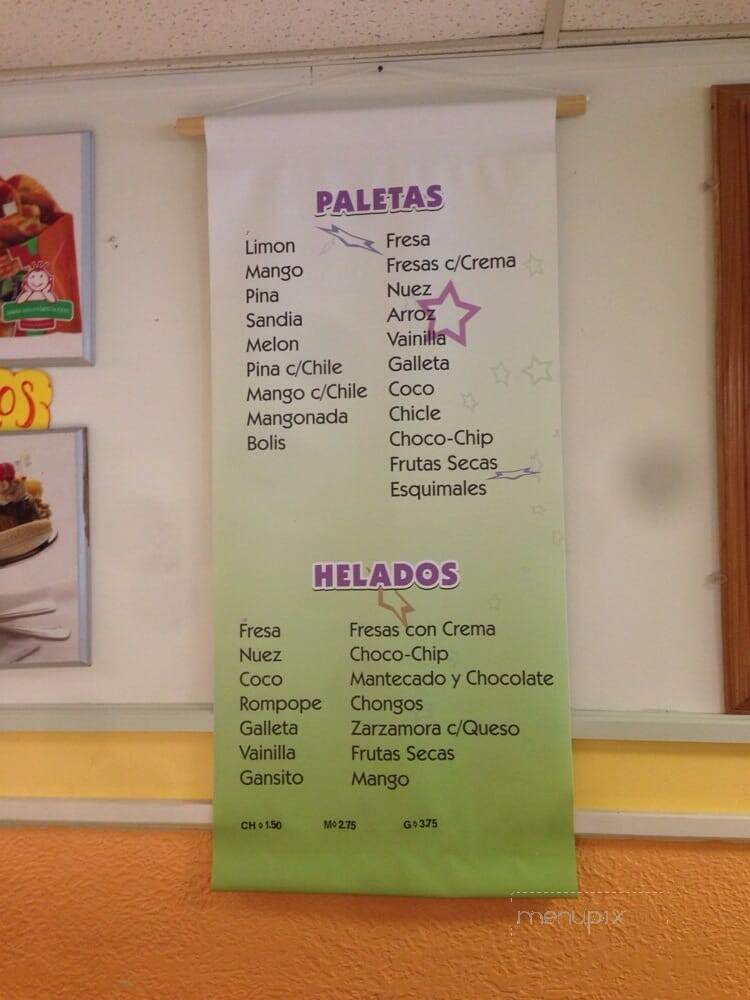 PALETAS
Limon
Mango
Pina
Sandia
Melon
Pina c/Chile
Mango c/Chile
Mangonada
Bolis
Fresa
Fresas c/Crema
Nuez
Arroz
Vainilla
Galleta
Coco
Chicle
Choco-Chip
Frutas Secas
Esquimales
HELADOS
Fresa
Nuez
Coco
Rompope
Galleta
Vainilla
Gansito
Fresas con Crema
Choco-Chip
Mantecado y Chocolate
Chongos
Zarzamora c/Queso
Frutas Secas
Mango
CH ◊ 1.50 M◊ 2.75 G ◊ 3.75
OS
menupix